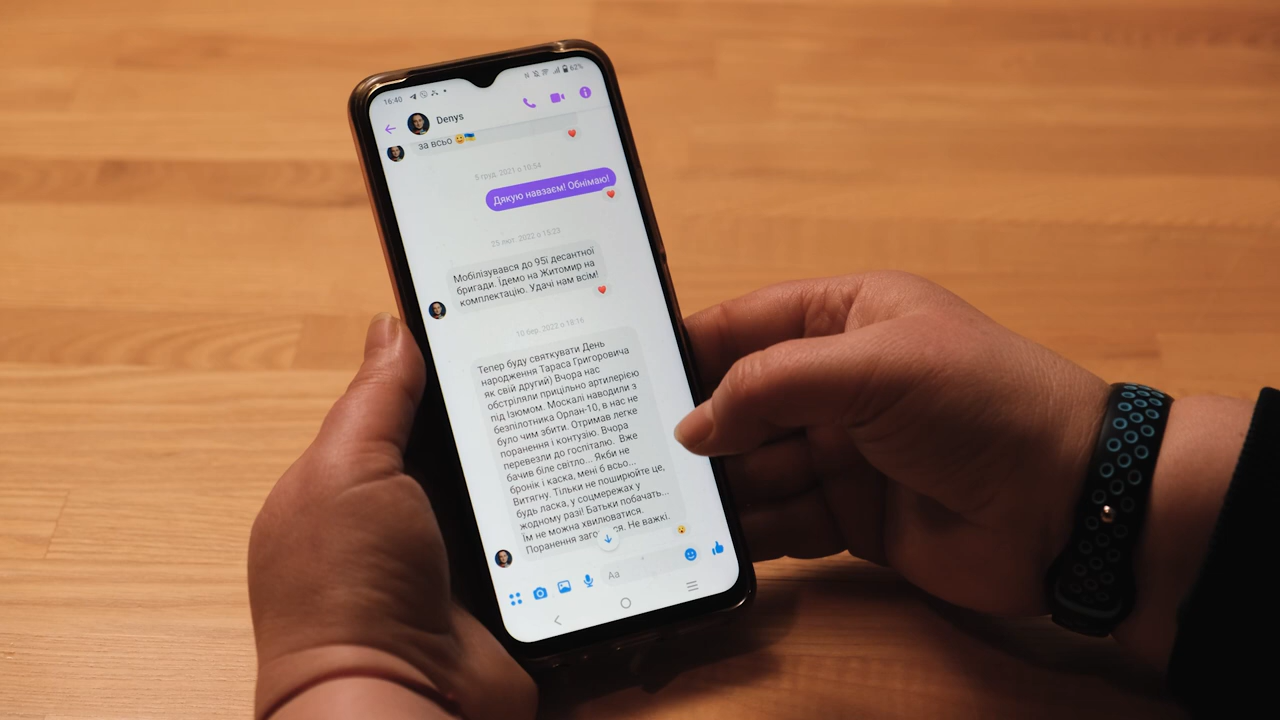 16:40
62%
Denys
за всьо 😀🇺🇦
5 груд. 2021 о 10:54
Дякую навзаєм! Обнімаю!
25 лют. 2022 о 15:23
Мобілізувався до 95ї десантної
бригади. Їдемо на Житомир на
комплектацію. Удачі нам всім!
10 бер. 2022 о 18:16
Тепер буду святкувати День
народження Тараса Григоровича
як свій другий) Вчора нас
обстріляли прицільно артилерією
під Ізюмом. Москалі наводили з
безпілотника Орлан-10, в нас не
було чим збити. Отримав легке
поранення і контузію. Вчора
перевезли до госпіталю. Вже
бачив біле світло... Якби не
бронік і каска, мені б всьо...
Витягну. Тільки не поширюйте це,
будь ласка, у соцмережах у
жодному разі! Батьки побачать...
Їм не можна хвилюватися.
Поранення Не важкі.
Aa